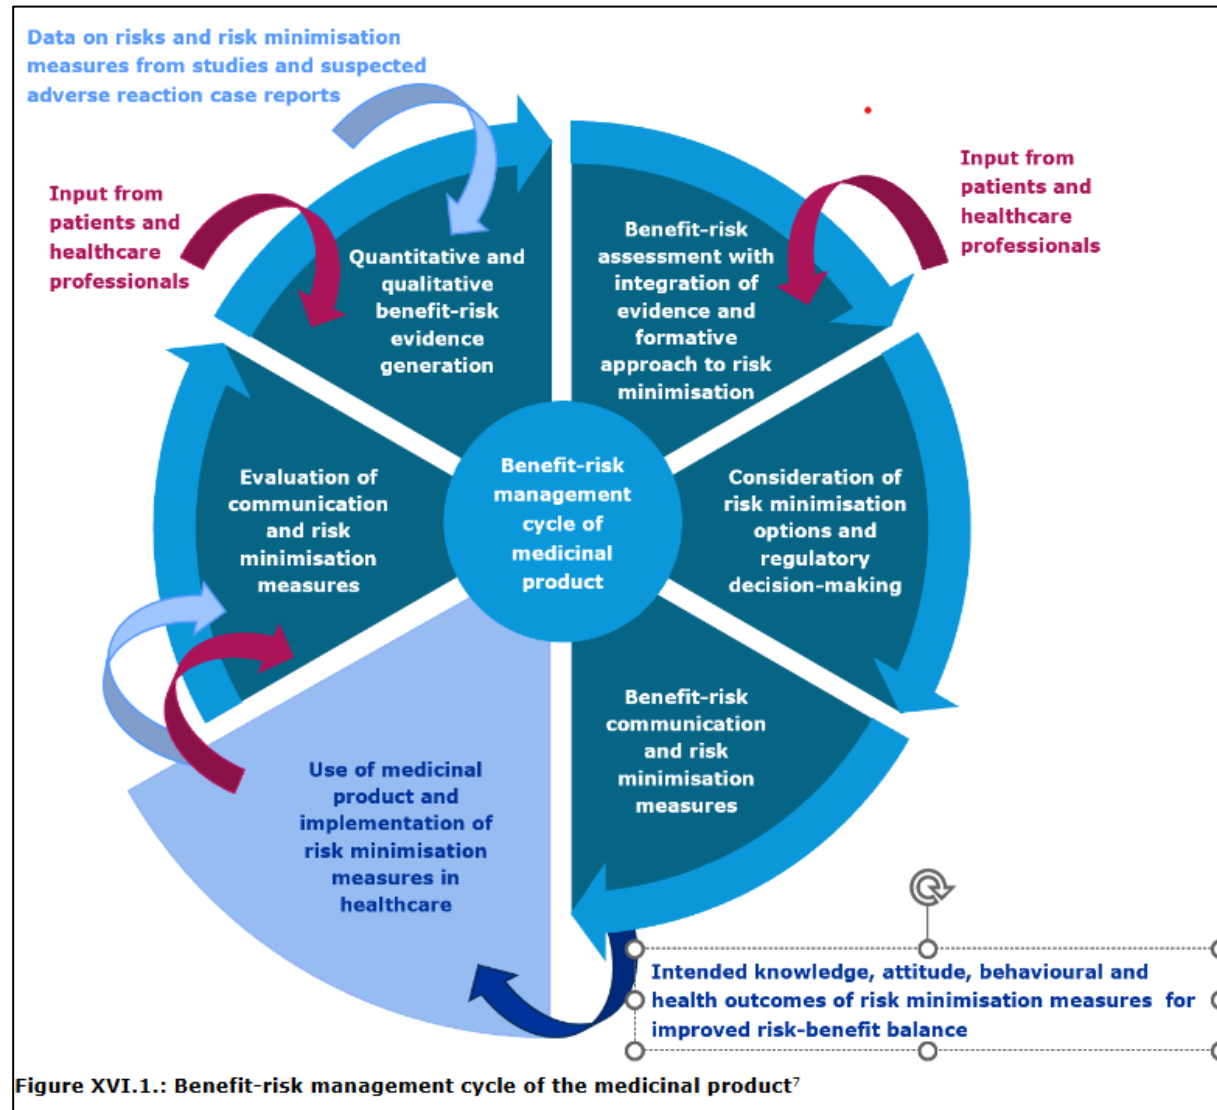 Data on risks and risk minimisation
measures from studies and suspected
adverse reaction case reports
Input from
patients and
healthcare
professionals
Input from
patients and
healthcare
professionals
Quantitative and
qualitative
benefit-risk
evidence
generation
Benefit-risk
assessment with
integration of
evidence and
formative
approach to risk
minimisation
Evaluation of
communication
and risk
minimisation
measures
Benefit-risk
management
cycle of
medicinal
product
Consideration of
risk minimisation
options and
regulatory
decision-making
Benefit-risk
communication
and risk
minimisation
measures
Use of medicinal
product and
implementation of
risk minimisation
measures in
healthcare
Intended knowledge, attitude, behavioural and
health outcomes of risk minimisation measures  for
improved risk-benefit balance
Figure XVI.1.: Benefit-risk management cycle of the medicinal product⁷